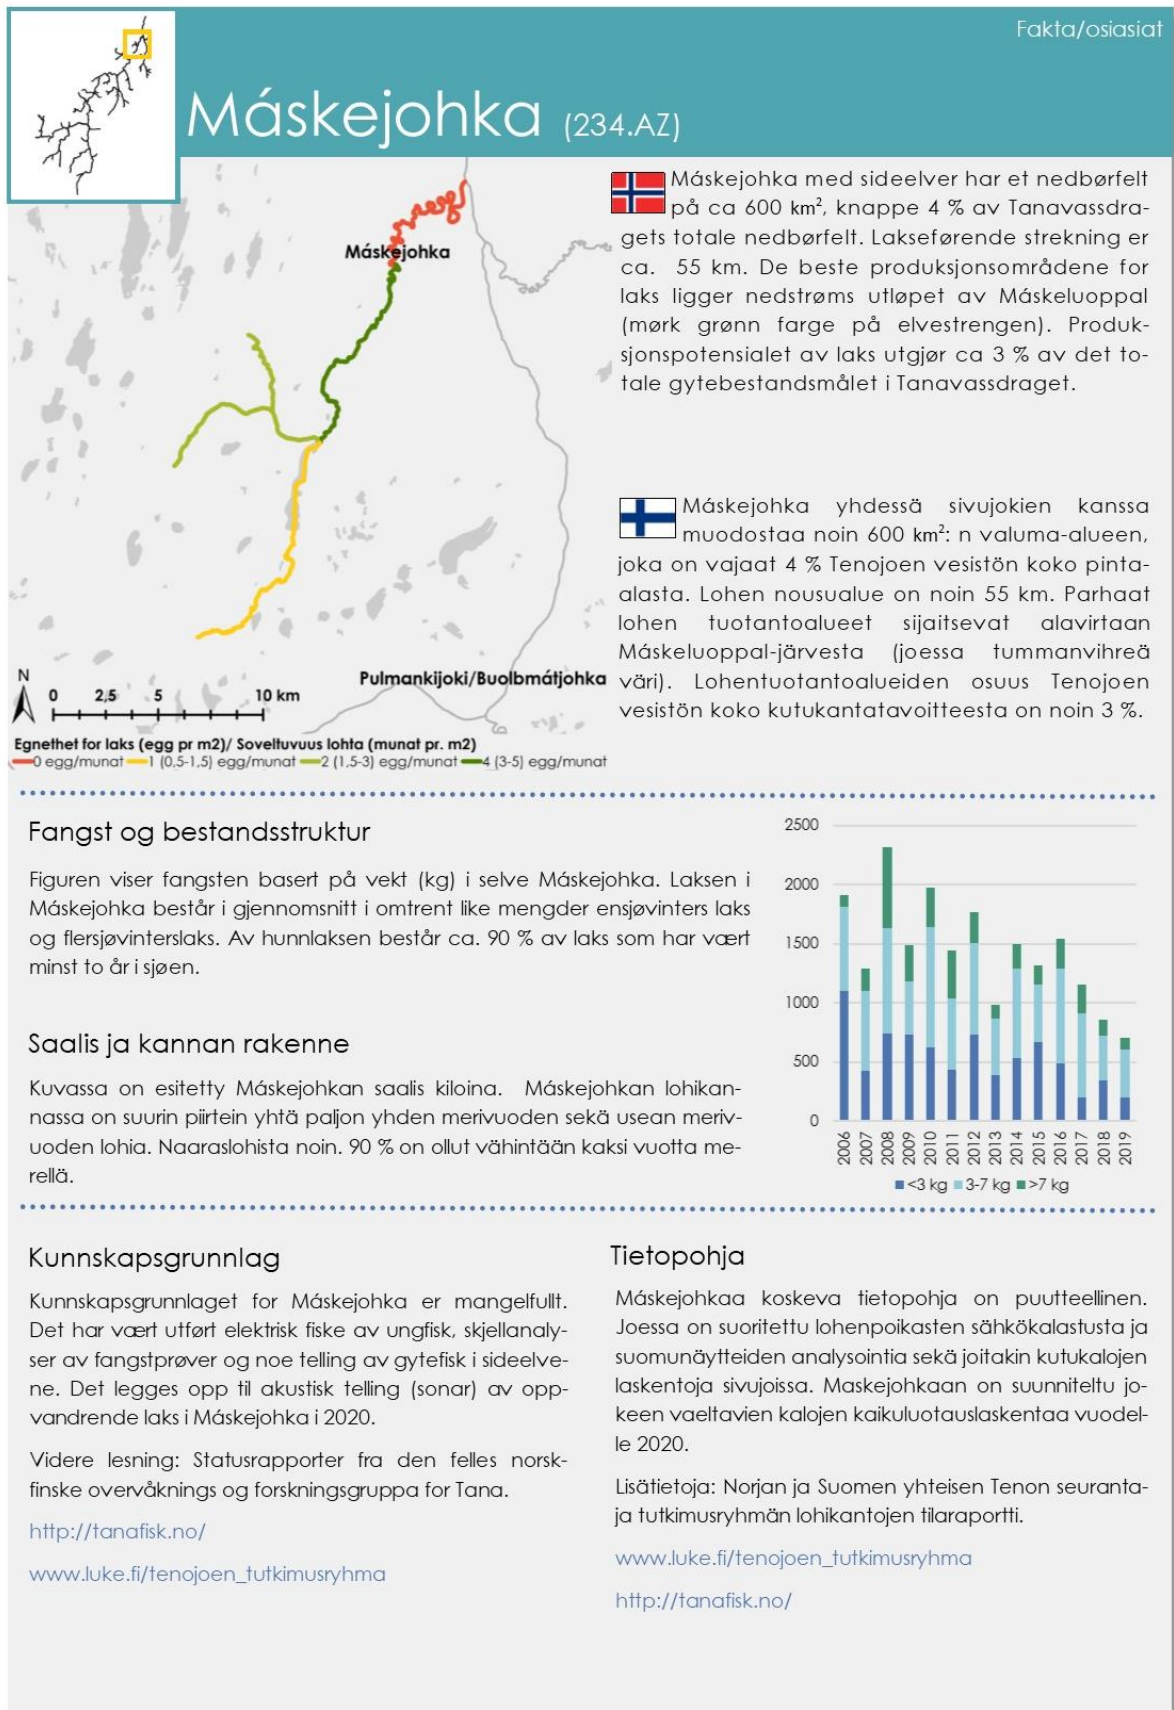 Fakta/osiasiat
Máskejohka (234.AZ)
Máskejohka med sideelver har et nedbørfelt
på ca 600 km², knappe 4 % av Tanavassdra-
gets totale nedbørfelt. Lakseførende strekning er
ca. 55 km. De beste produksjonsområdene for
laks ligger nedstrøms utløpet av Máskeluoppal
(mørk grønn farge på elvestrengen). Produk-
sjonspotensialet av laks utgjør ca 3 % av det to-
tale gytebestandsmålet i Tanavassdraget.
Máskejohka yhdessä sivujokien kanssa
muodostaa noin 600 km²: n valuma-alueen,
joka on vajaat 4 % Tenojoen vesistön koko pinta-
alasta. Lohen nousualue on noin 55 km. Parhaat
lohen tuotantoalueet sijaitsevat alavirtaan
Máskeluoppal-järvesta (joessa tummanvihreä
väri). Lohentuotantoalueiden osuus Tenojoen
vesistön koko kutukantatavoitteesta on noin 3 %.
Máskejohka
Pulmankijoki/Buolbmátjohka
N
0 2,5 5 10 km
Egnethet for laks (egg pr m2)/ Soveltuvuus lohta (munat pr. m2)
0 egg/munat 1 (0,5-1,5) egg/munat 2 (1,5-3) egg/munat 4 (3-5) egg/munat
Fangst og bestandsstruktur
Figuren viser fangsten basert på vekt (kg) i selve Máskejohka. Laksen i
Máskejohka består i gjennomsnitt i omtrent like mengder ensjøvinters laks
og flersjøvinterslaks. Av hunnlaksen består ca. 90 % av laks som har vært
minst to år i sjøen.
Saalis ja kannan rakenne
Kuvassa on esitetty Máskejohkan saalis kiloina. Máskejohkan lohikan-
nassa on suurin piirtein yhtä paljon yhden merivuoden sekä usean meriv-
uoden lohia. Naaraslohista noin. 90 % on ollut vähintään kaksi vuotta me-
rellä.
2500
2000
1500
1000
500
0
2006 2007 2008 2009 2010 2011 2012 2013 2014 2015 2016 2017 2018 2019
<3 kg 3-7 kg >7 kg
Kunnskapsgrunnlag
Kunnskapsgrunnlaget for Máskejohka er mangelfullt.
Det har vært utført elektrisk fiske av ungfisk, skjellanaly-
ser av fangstprøver og noe telling av gytefisk i sideelve-
ne. Det legges opp til akustisk telling (sonar) av opp-
vandrende laks i Máskejohka i 2020.
Videre lesning: Statusrapporter fra den felles norsk-
finske overvåknings og forskningsgruppa for Tana.
http://tanafisk.no/
www.luke.fi/tenojoen_tutkimusryhma
Tietopohja
Máskejohkaa koskeva tietopohja on puutteellinen.
Joessa on suoritettu lohenpoikasten sähkökalastusta ja
suomunäytteiden analysointia sekä joitakin kutukalojen
laskentoja sivujoissa. Maskejohkaan on suunniteltu jo-
keen vaeltavien kalojen kaikuluotauslaskentaa vuodel-
le 2020.
Lisätietoja: Norjan ja Suomen yhteisen Tenon seuranta-
ja tutkimusryhmän lohikantojen tilaraportti.
www.luke.fi/tenojoen_tutkimusryhma
http://tanafisk.no/